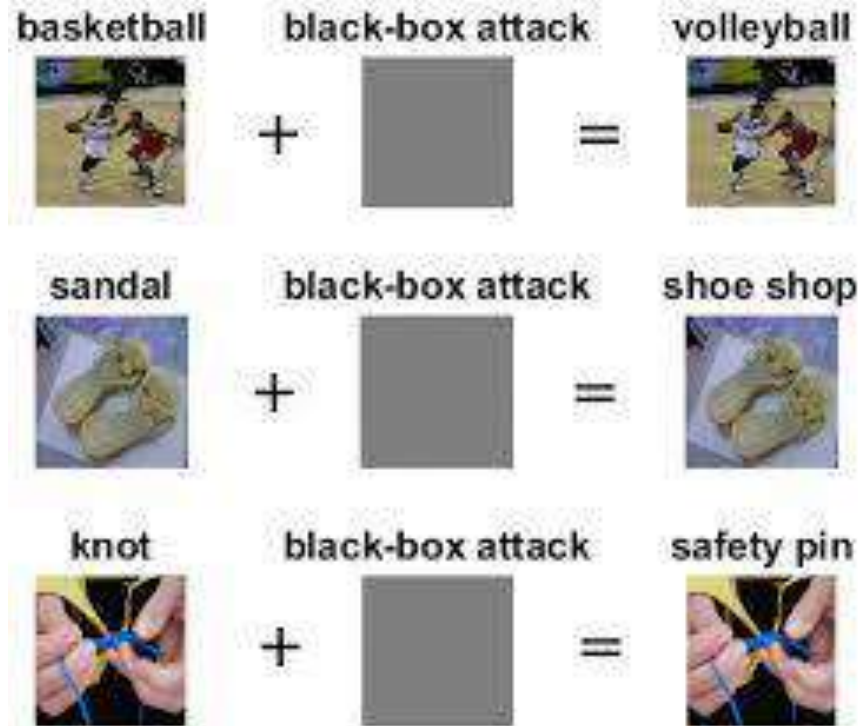 basketball black-box attack volleyball
+ =
sandal black-box attack shoe shop
+ =
knot black-box attack safety pin
+ =